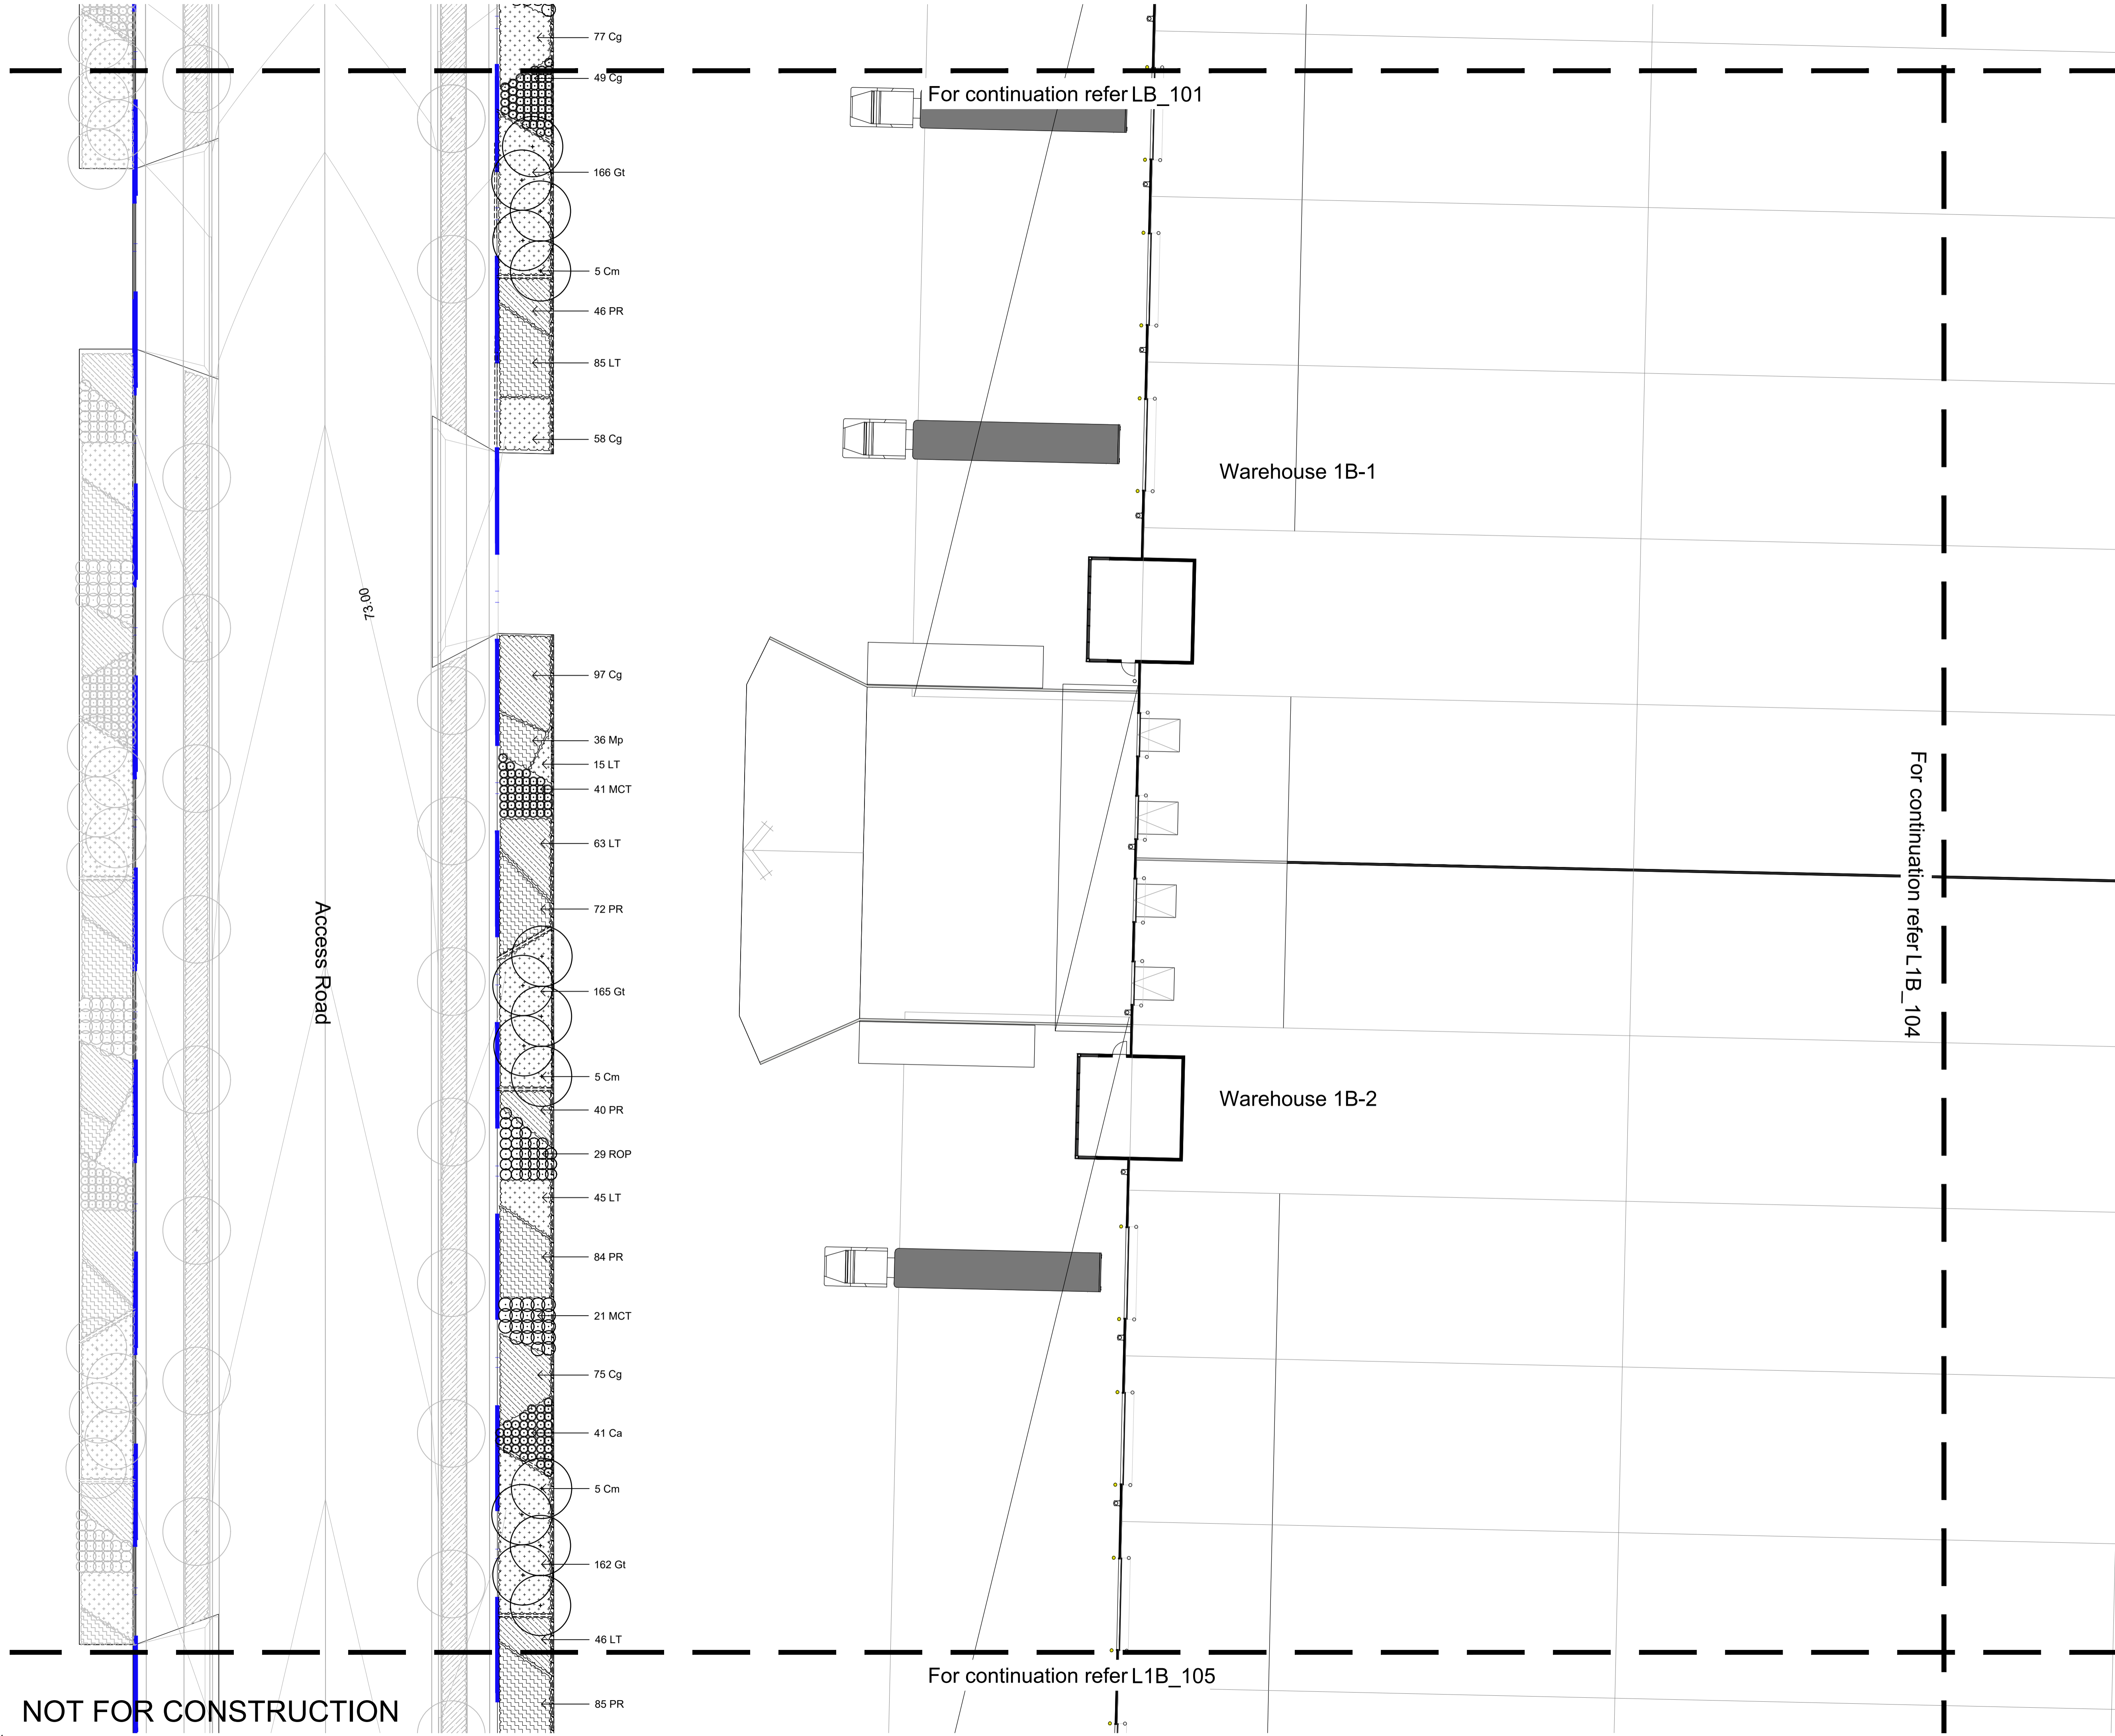 77 Cg
49 Cg
For continuation refer LB_101
166 Gt
5 Cm
46 PR
85 LT
58 Cg
Warehouse 1B-1
73.00
97 Cg
36 Mp
15 LT
41 MCT
63 LT
72 PR
Access Road
For continuation refer L1B_104
165 Gt
5 Cm
40 PR
Warehouse 1B-2
29 ROP
45 LT
84 PR
21 MCT
75 Cg
41 Ca
5 Cm
162 Gt
46 LT
For continuation refer L1B_105
85 PR
NOT FOR CONSTRUCTION